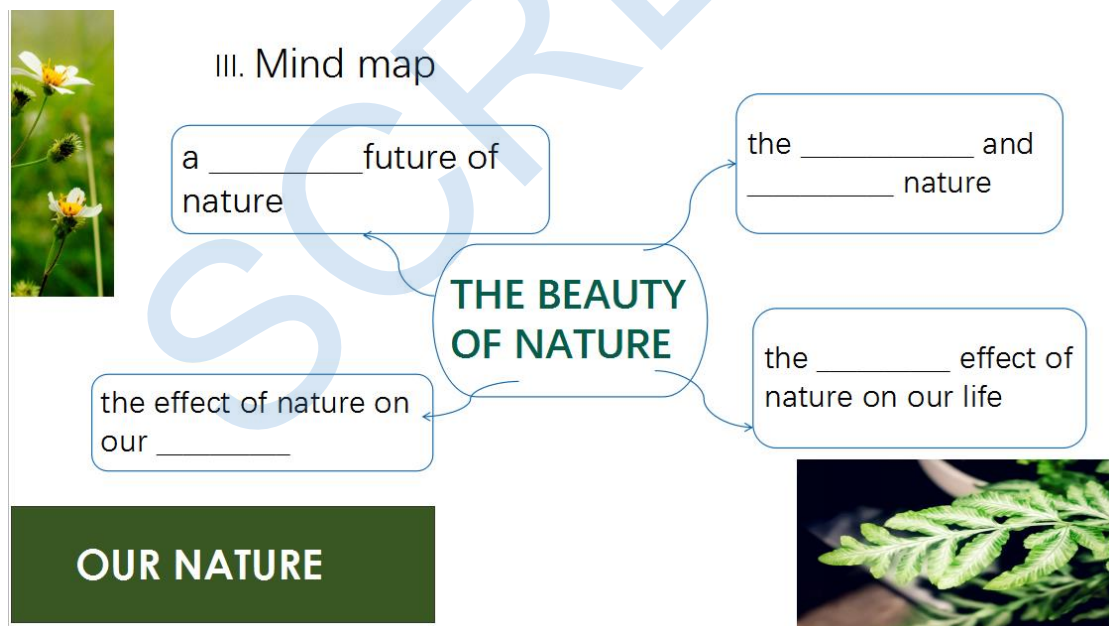 III. Mind map
a __________future of
nature
the ____________ and
__________ nature
THE BEAUTY
OF NATURE
the _________ effect of
nature on our life
the effect of nature on
our _________
OUR NATURE